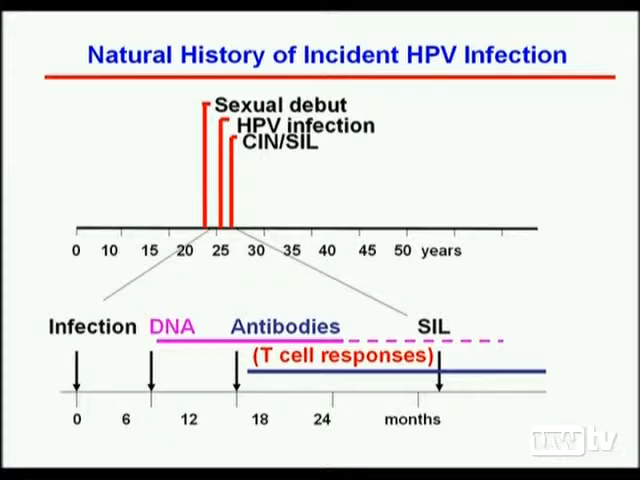 Natural History of Incident HPV Infection
Sexual debut
HPV infection
CIN/SIL
0 10 15 20 25 30 35 40 45 50 years
Infection DNA Antibodies SIL
(T cell responses)
0 6 12 18 24 months
UWtv